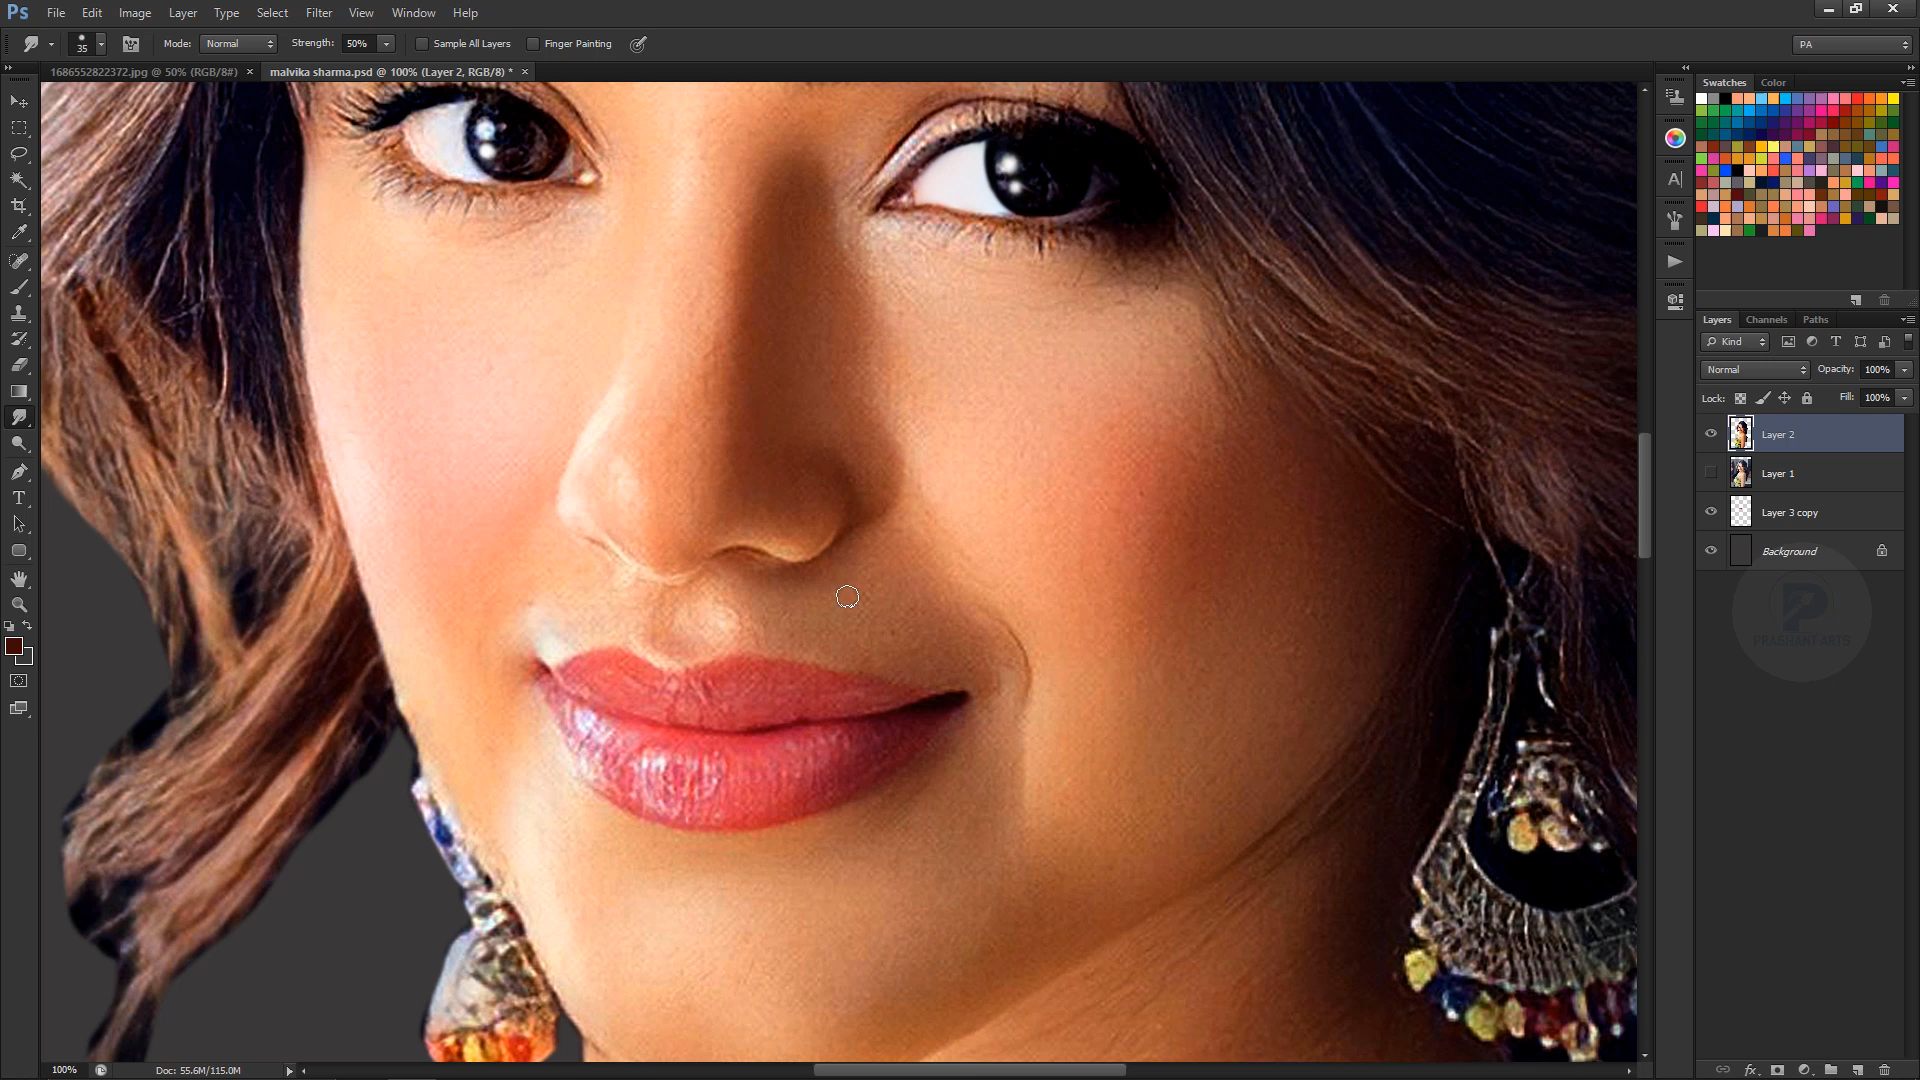 Ps File Edit Image Layer Type Select Filter View Window Help
35 Mode: Normal Strength: 50% Sample All Layers Finger Painting PA
1686552822372.jpg @ 50% (RGB/8#) × malvika sharma.psd @ 100% (Layer 2, RGB/8) * ×
Swatches Color
Layers Channels Paths
Kind
Normal Opacity: 100%
Lock: Fill: 100%
Layer 2
Layer 1
Layer 3 copy
Background
PRASHANT ARTS
100% Doc: 55.6M/115.0M